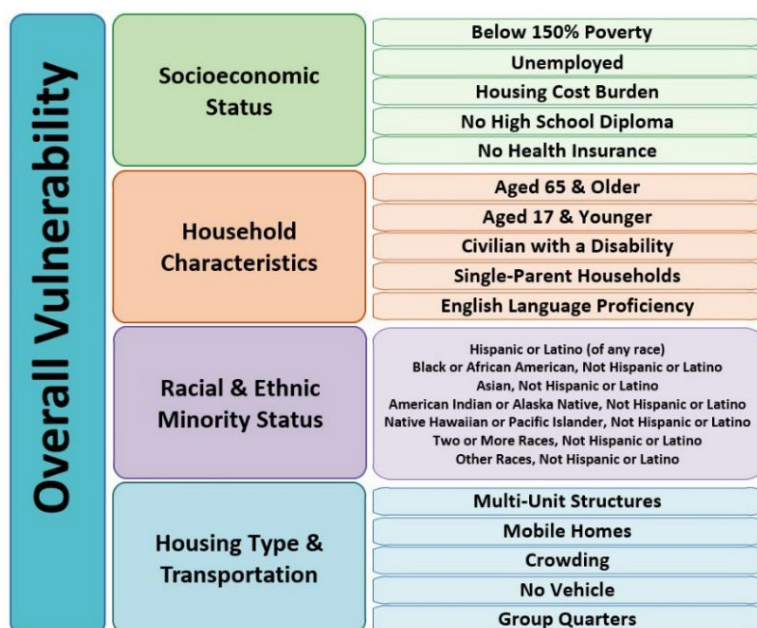 Overall Vulnerability
Socioeconomic
Status
Below 150% Poverty
Unemployed
Housing Cost Burden
No High School Diploma
No Health Insurance
Household
Characteristics
Aged 65 & Older
Aged 17 & Younger
Civilian with a Disability
Single-Parent Households
English Language Proficiency
Racial & Ethnic
Minority Status
Hispanic or Latino (of any race)
Black or African American, Not Hispanic or Latino
Asian, Not Hispanic or Latino
American Indian or Alaska Native, Not Hispanic or Latino
Native Hawaiian or Pacific Islander, Not Hispanic or Latino
Two or More Races, Not Hispanic or Latino
Other Races, Not Hispanic or Latino
Housing Type &
Transportation
Multi-Unit Structures
Mobile Homes
Crowding
No Vehicle
Group Quarters